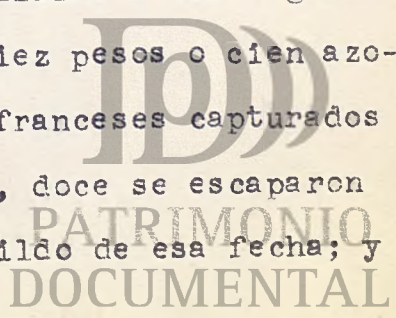 iez pesos o cien azo-
franceses capturados
, doce se escaparon
ildo de esa fecha; y
PATRIMONIO
DOCUMENTAL